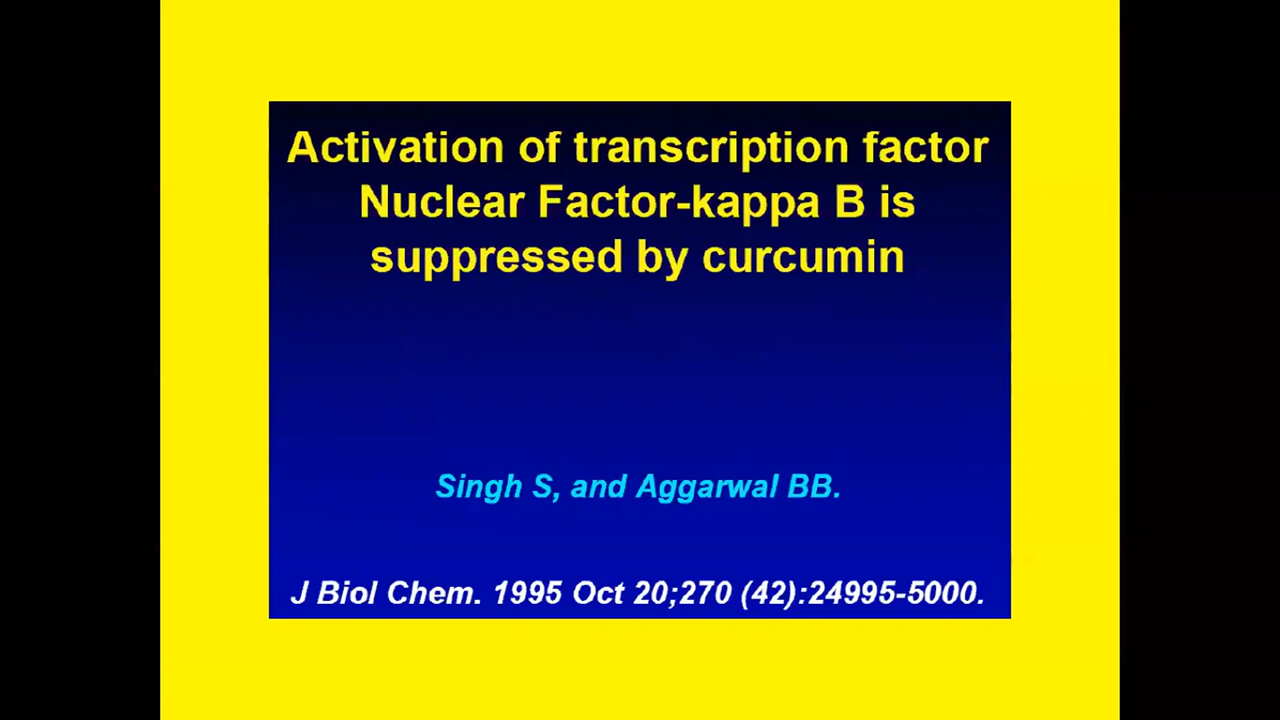 Activation of transcription factor
Nuclear Factor-kappa B is
suppressed by curcumin
Singh S, and Aggarwal BB.
J Biol Chem. 1995 Oct 20;270 (42):24995-5000.